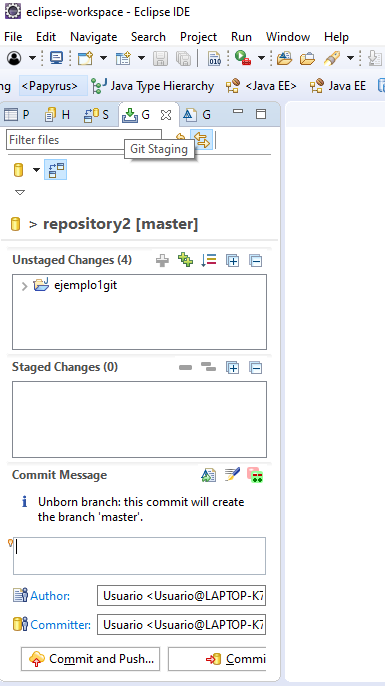 eclipse-workspace - Eclipse IDE
File Edit Navigate Search Project Run Window Help
ng <Papyrus> Java Type Hierarchy <Java EE> Java EE
P H S G G
Filter files
Git Staging
> repository2 [master]
Unstaged Changes (4)
> ejemplo1git
Staged Changes (0)
Commit Message
Unborn branch: this commit will create
the branch 'master'.
Author: Usuario <Usuario@LAPTOP-K7
Committer: Usuario <Usuario@LAPTOP-K7
Commit and Push... Commi